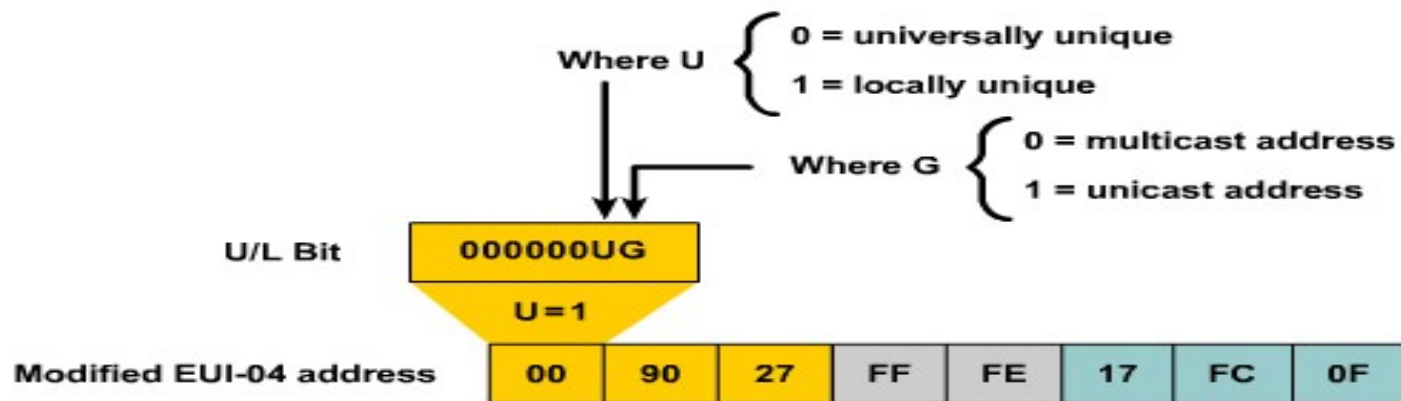 Where U
0 = universally unique
1 = locally unique
Where G
0 = multicast address
1 = unicast address
U/L Bit
000000UG
U=1
Modified EUI-04 address
00 90 27 FF FE 17 FC 0F